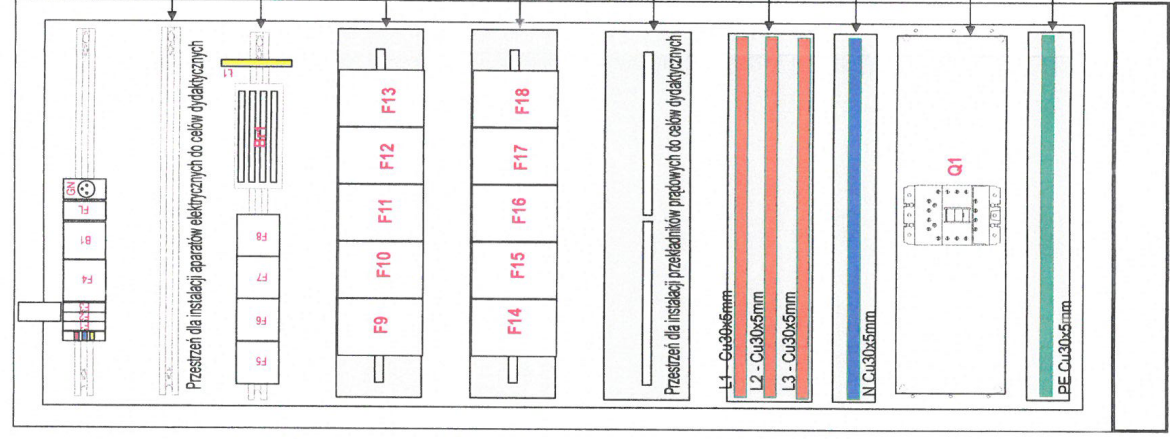 GN
FL
B1
F4
Przestrzeń dla instalacji aparatów elektrycznych do celów dydaktycznych
L1
F8
F7
F6
F5
F13
F12
F11
F10
F9
F18
F17
F16
F15
F14
Przestrzeń dla instalacji przekładników prądowych do celów dydaktycznych
L1 - Cu30x5mm
L2 - Cu30x5mm
L3 - Cu30x5mm
N Cu30x5mm
Q1
PE Cu30x5mm